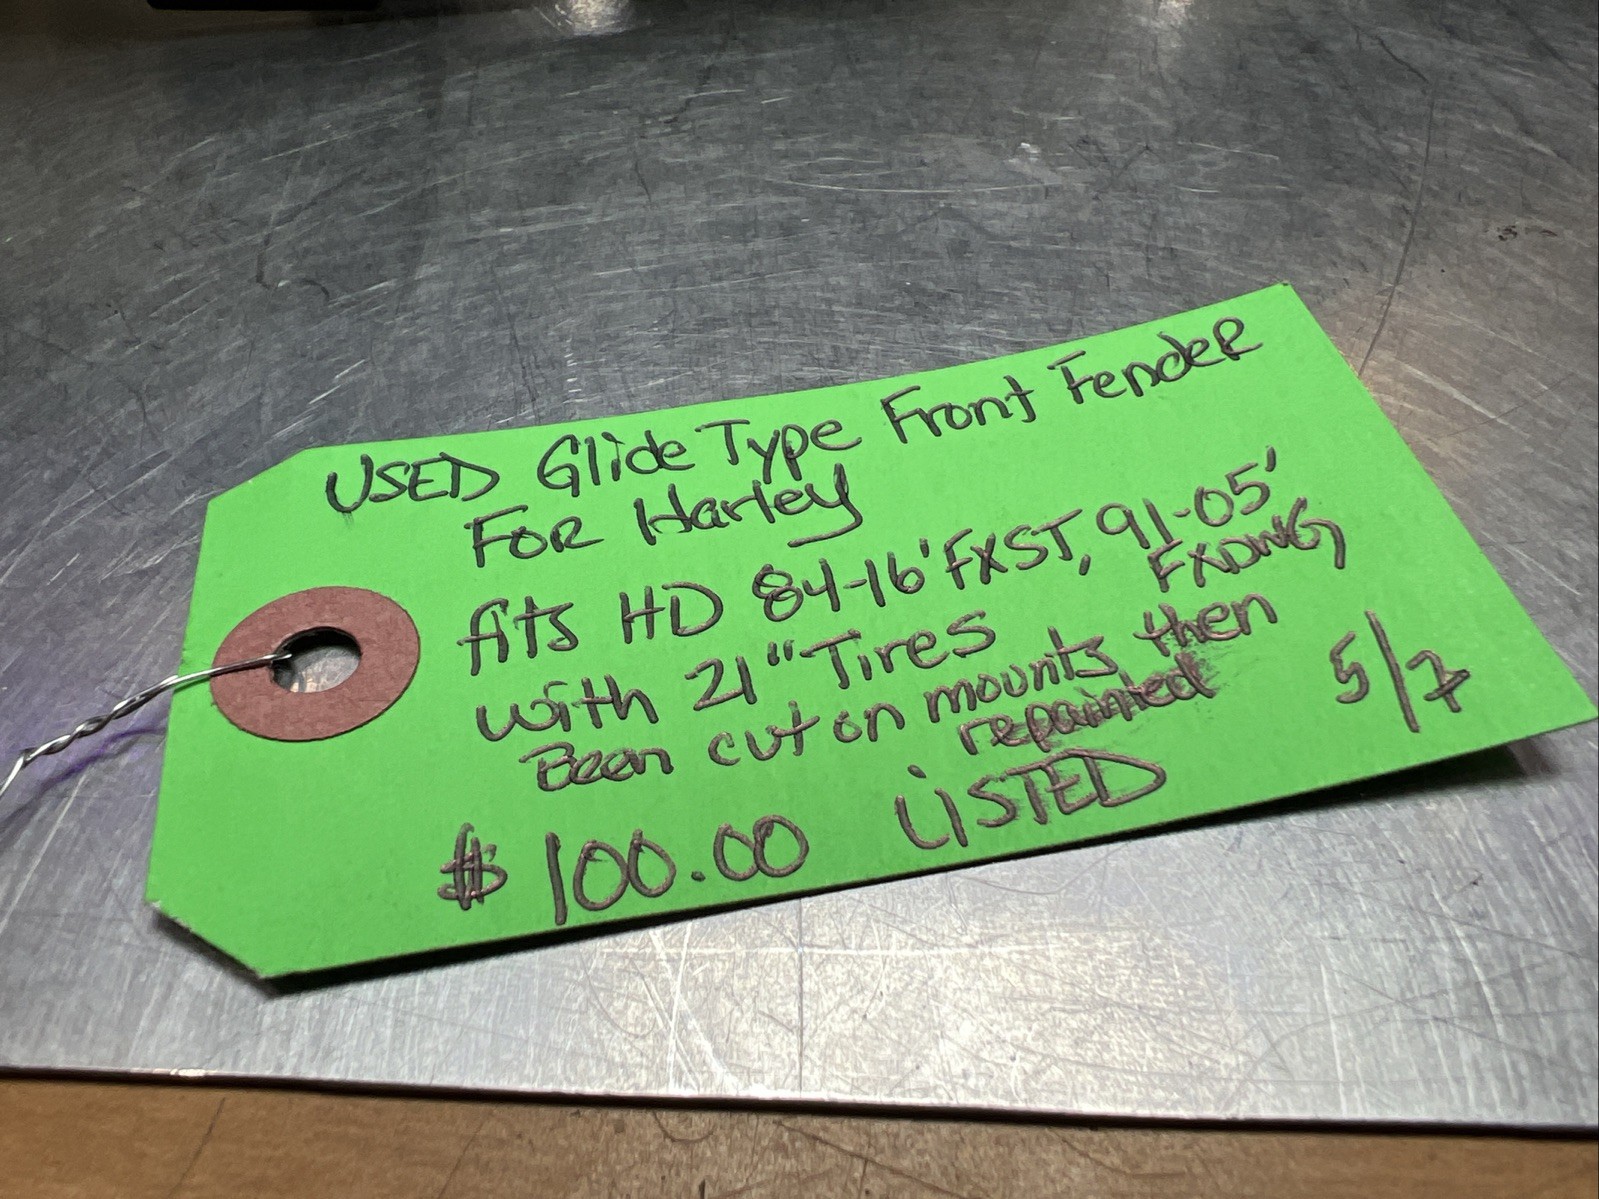 USED Glide Type Front Fender
FOR Harley
fits HD 84-16' FXST, 91-05'
FXDWG,
with 21" Tires
Been cut on mounts then
repainted
5/7
$100.00 LISTED